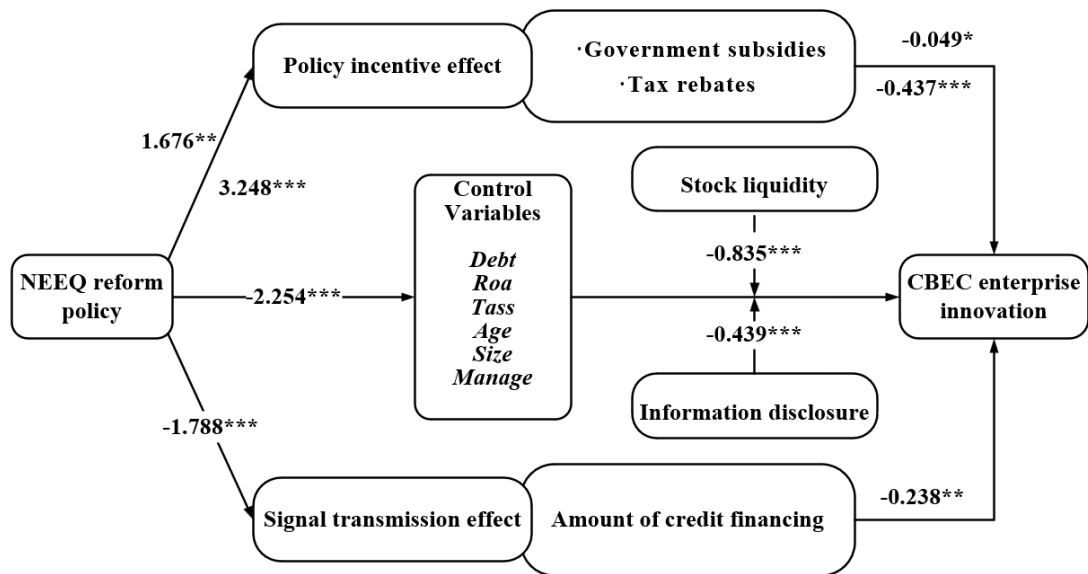 -0.049*
·Government subsidies
Policy incentive effect
·Tax rebates
-0.437***
1.676**
3.248***
Control
Variables
Stock liquidity
Debt
Roa
Tass
Age
Size
Manage
-0.835***
NEEQ reform
policy
-2.254***
CBEC enterprise
innovation
-0.439***
Information disclosure
-1.788***
Signal transmission effect
Amount of credit financing
-0.238**